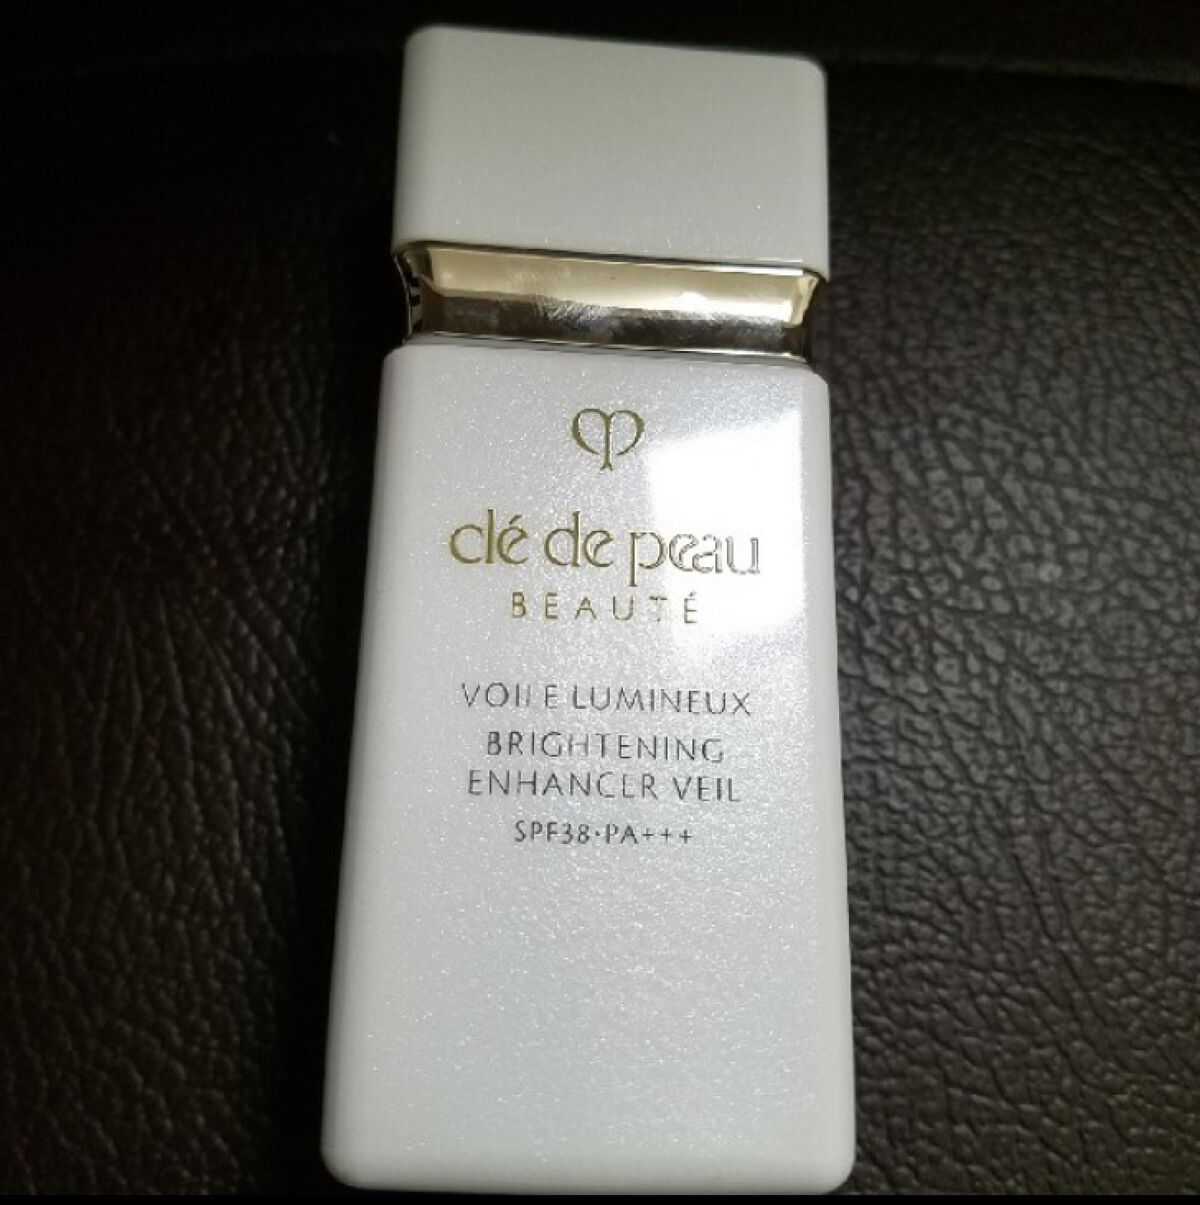 clé de peau
BEAUTÉ
VOILE LUMINEUX
BRIGHTENING
ENHANCER VEIL
SPF38·PA+++